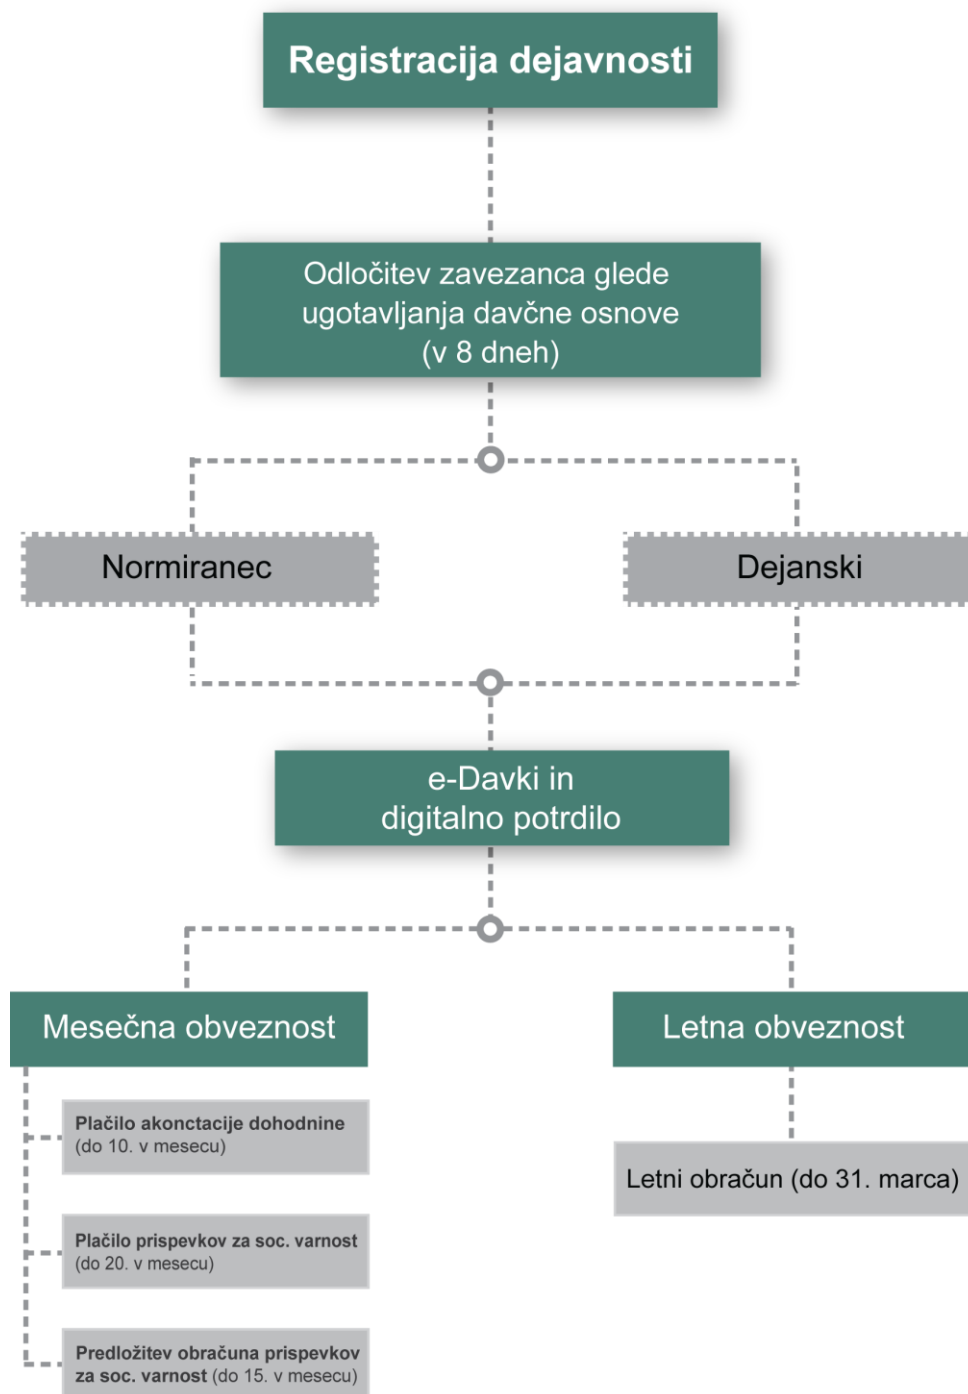 Registracija dejavnosti
Odločitev zavezanca glede
ugotavljanja davčne osnove
(v 8 dneh)
Normiranec
Dejanski
e-Davki in
digitalno potrdilo
Mesečna obveznost
Plačilo akonctacije dohodnine
(do 10. v mesecu)
Plačilo prispevkov za soc. varnost
(do 20. v mesecu)
Predložitev obračuna prispevkov
za soc. varnost (do 15. v mesecu)
Letna obveznost
Letni obračun (do 31. marca)